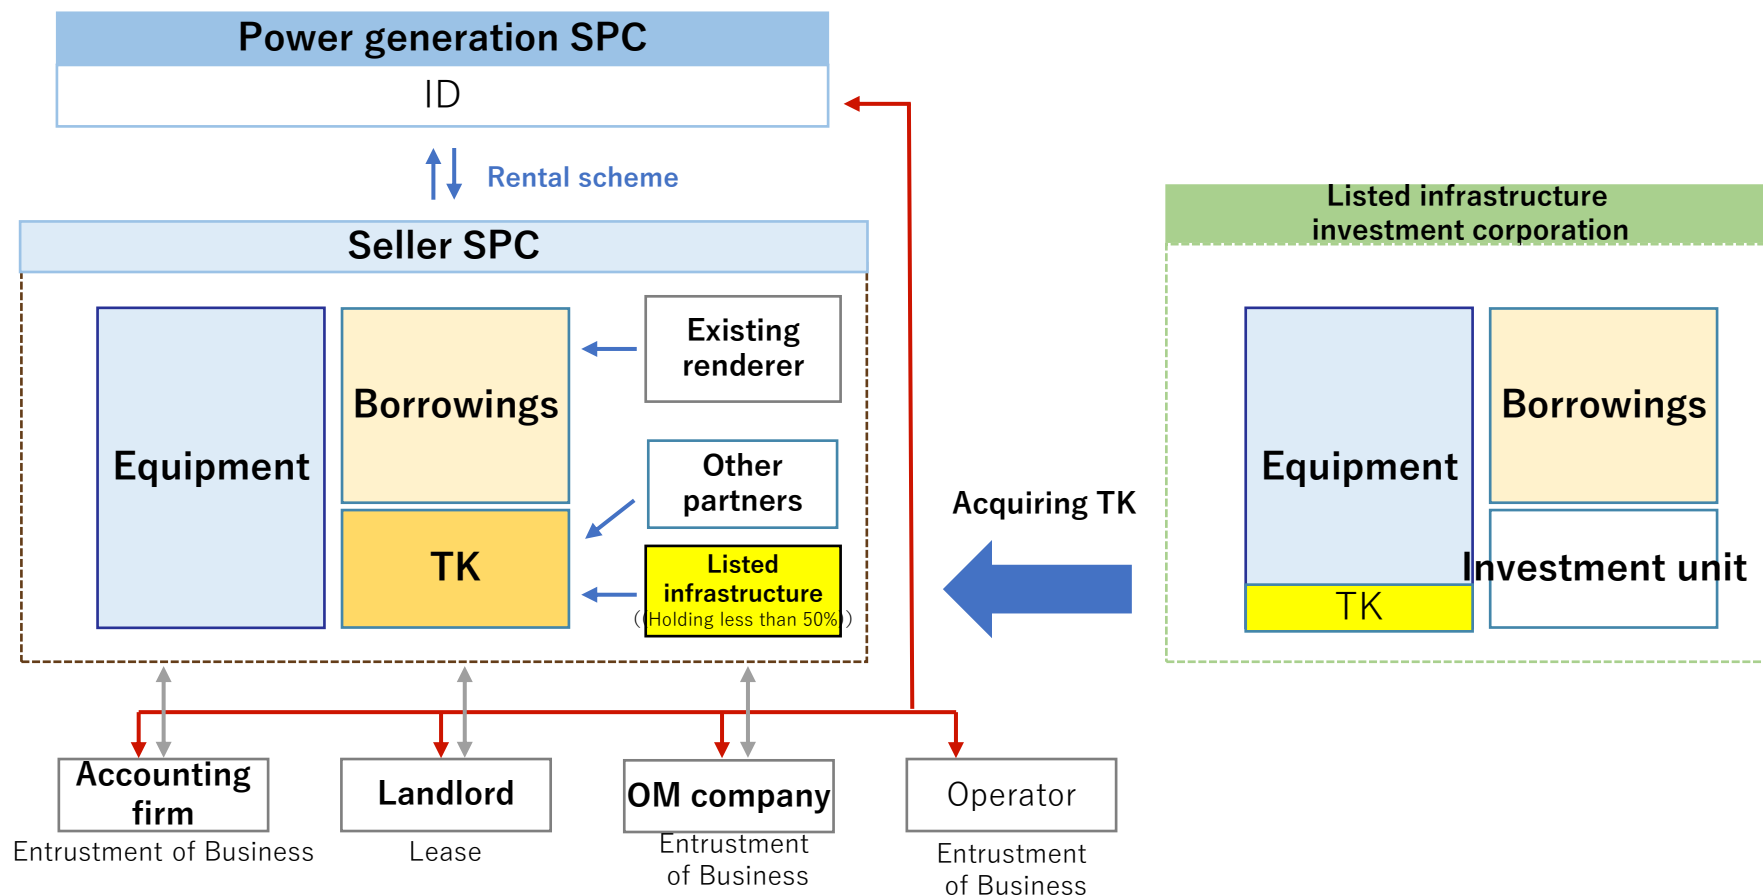 Power generation SPC
ID
Rental scheme
Seller SPC
Equipment
Borrowings
TK
Existing
renderer
Other
partners
Listed
infrastructure
((Holding less than 50%))
Acquiring TK
Listed infrastructure
investment corporation
Equipment
TK
Borrowings
Investment unit
Accounting
firm
Entrustment of Business
Landlord
Lease
OM company
Entrustment
of Business
Operator
Entrustment
of Business